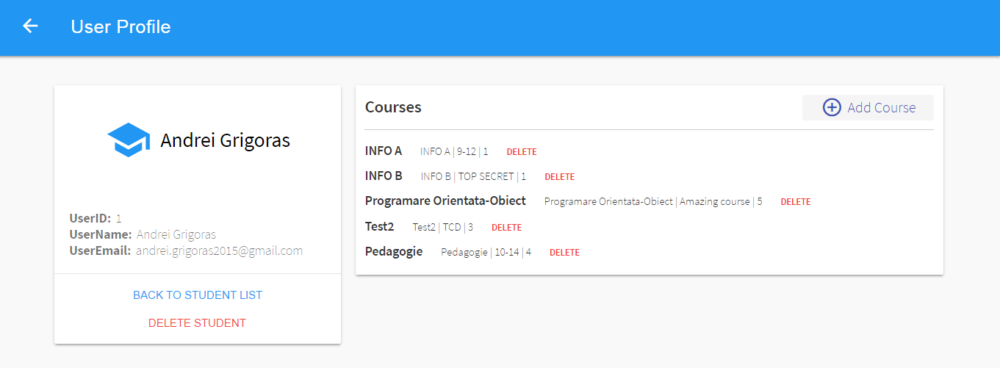 User Profile
Andrei Grigoras
UserID: 1
UserName: Andrei Grigoras
UserEmail: andrei.grigoras2015@gmail.com
BACK TO STUDENT LIST
DELETE STUDENT
Courses
Add Course
INFO A INFO A | 9-12 | 1 DELETE
INFO B INFO B | TOP SECRET | 1 DELETE
Programare Orientata-Obiect Programare Orientata-Obiect | Amazing course | 5 DELETE
Test2 Test2 | TCD | 3 DELETE
Pedagogie Pedagogie | 10-14 | 4 DELETE